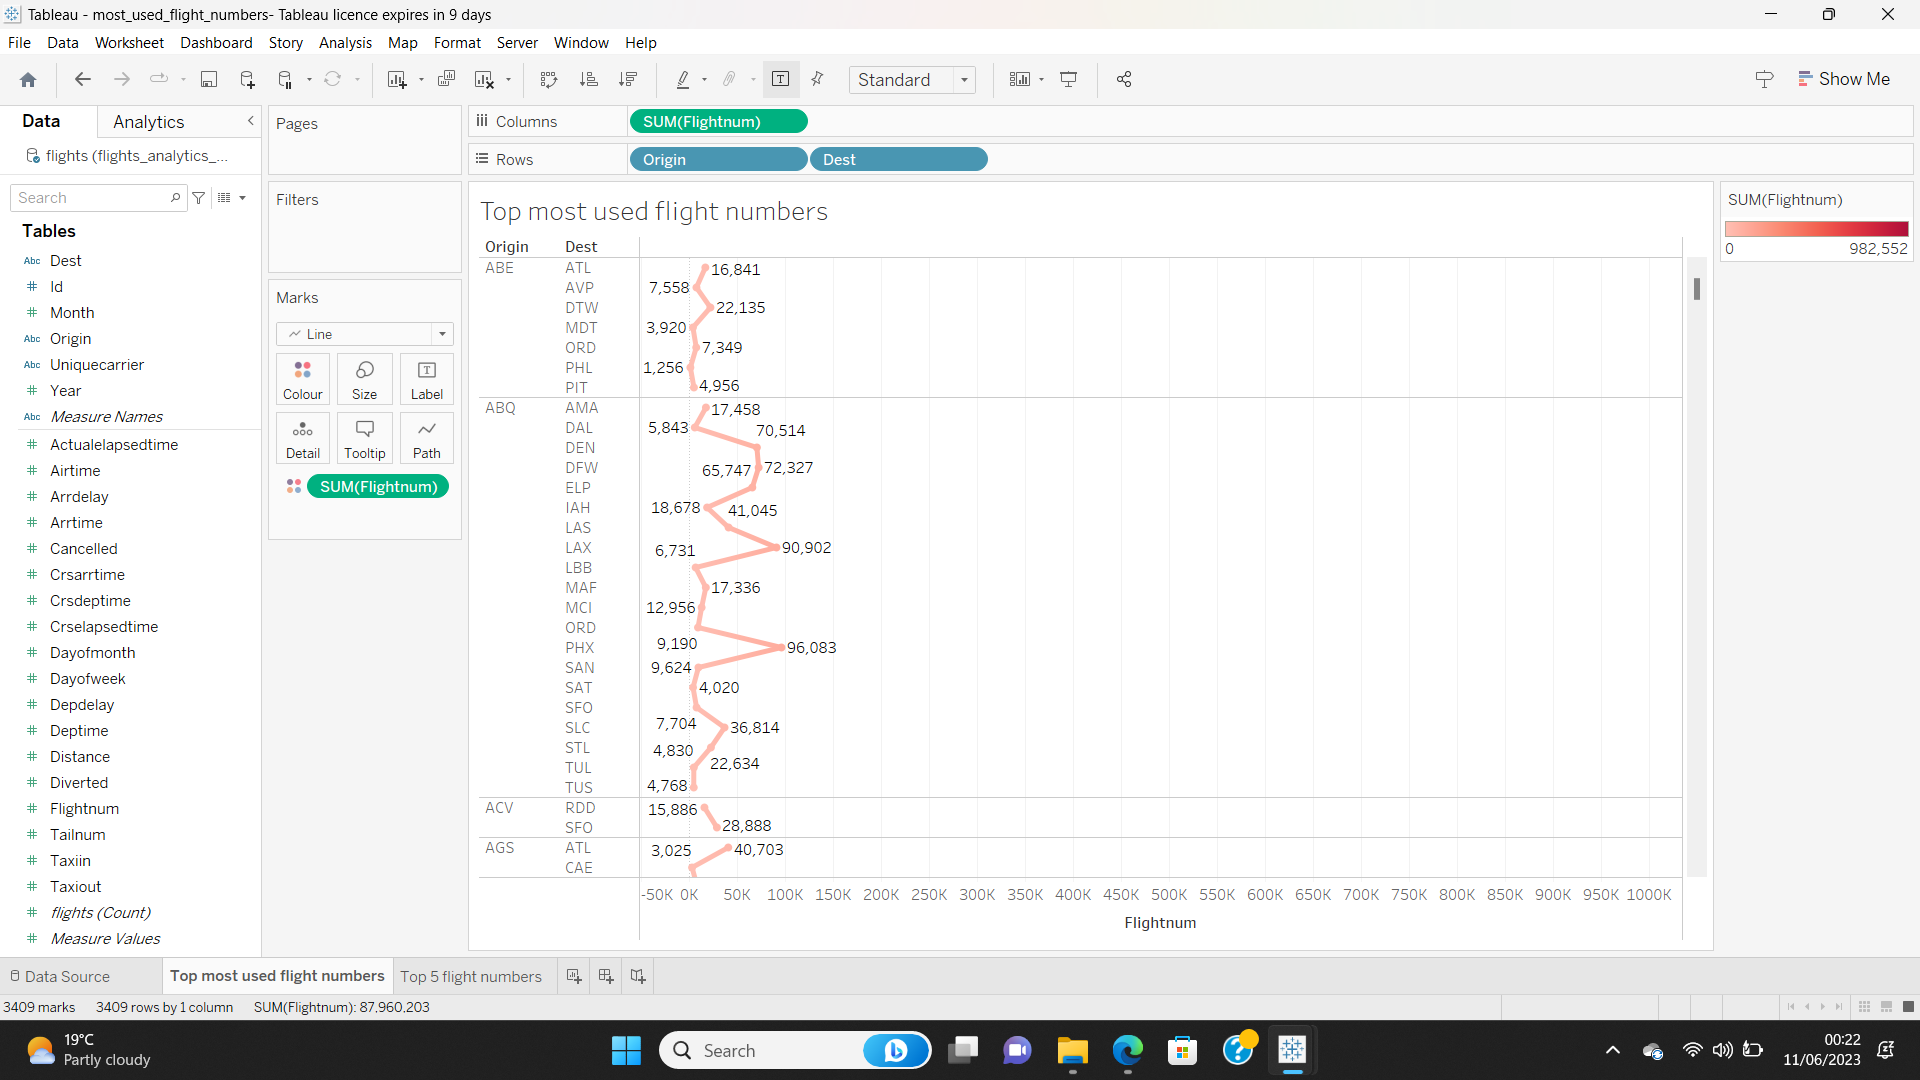 Tableau - most_used_flight_numbers- Tableau licence expires in 9 days
File Data Worksheet Dashboard Story Analysis Map Format Server Window Help
Standard
Show Me
Data Analytics
flights (flights_analytics_...
Search
Tables
Abc Dest
# Id
# Month
Abc Origin
Abc Uniquecarrier
# Year
Abc Measure Names
# Actualelapsedtime
# Airtime
# Arrdelay
# Arrtime
# Cancelled
# Crsarrtime
# Crsdeptime
# Crselapsedtime
# Dayofmonth
# Dayofweek
# Depdelay
# Deptime
# Distance
# Diverted
# Flightnum
# Tailnum
# Taxiin
# Taxiout
# flights (Count)
# Measure Values
Pages
Filters
Marks
Line
Colour Size Label
Detail Tooltip Path
SUM(Flightnum)
Columns SUM(Flightnum)
Rows Origin Dest
Top most used flight numbers
Origin Dest
ABE ATL 16,841
AVP 7,558
DTW 22,135
MDT 3,920
ORD 7,349
PHL 1,256
PIT 4,956
ABQ AMA 17,458
DAL 5,843
DEN 70,514
DFW 72,327
ELP 65,747
IAH 18,678
LAS 41,045
LAX 90,902
LBB 6,731
MAF 17,336
MCI 12,956
ORD 9,190
PHX 96,083
SAN 9,624
SAT 4,020
SFO 7,704
SLC 36,814
STL 22,634
TUL 4,830
TUS 4,768
ACV RDD 15,886
SFO 28,888
AGS ATL 40,703
CAE 3,025
-50K 0K 50K 100K 150K 200K 250K 300K 350K 400K 450K 500K 550K 600K 650K 700K 750K 800K 850K 900K 950K 1000K
Flightnum
SUM(Flightnum)
0 982,552
Data Source Top most used flight numbers Top 5 flight numbers
3409 marks 3409 rows by 1 column SUM(Flightnum): 87,960,203
19°C
Partly cloudy
Search
00:22
11/06/2023